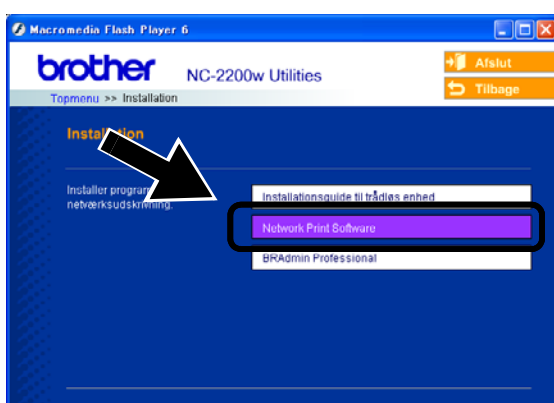 Macromedia Flash Player 6
brother
NC-2200w Utilities
Afslut
Tilbage
Topmenu >> Installation
Installation
Installer program
netværksudskrivning.
Installationsguide til trådløs enhed
Network Print Software
BRAdmin Professional